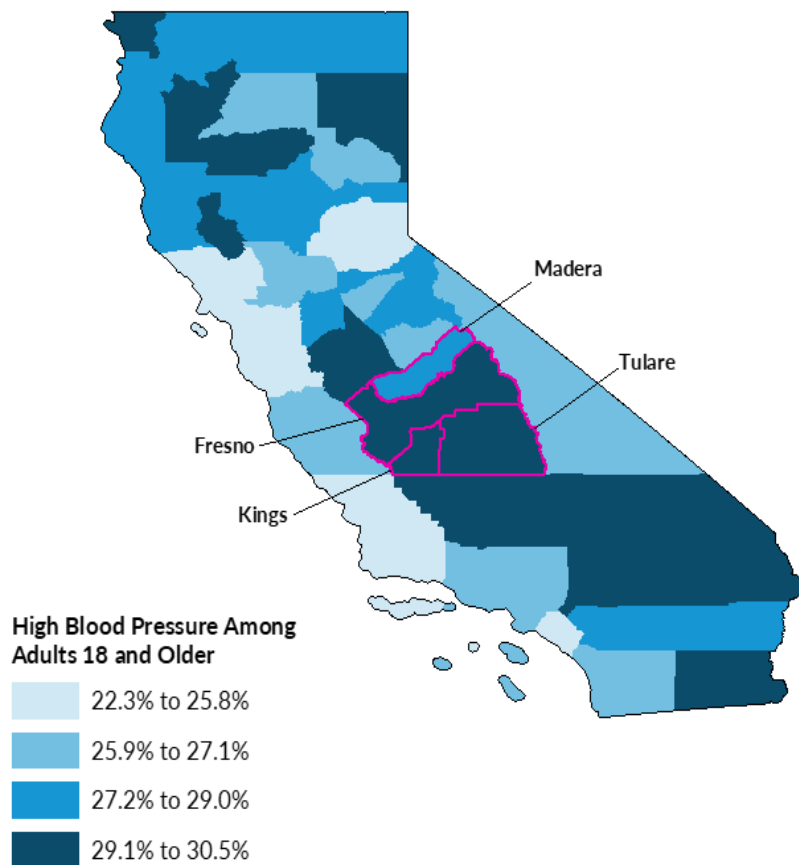 Madera
Tulare
Fresno
Kings
High Blood Pressure Among
Adults 18 and Older
22.3% to 25.8%
25.9% to 27.1%
27.2% to 29.0%
29.1% to 30.5%